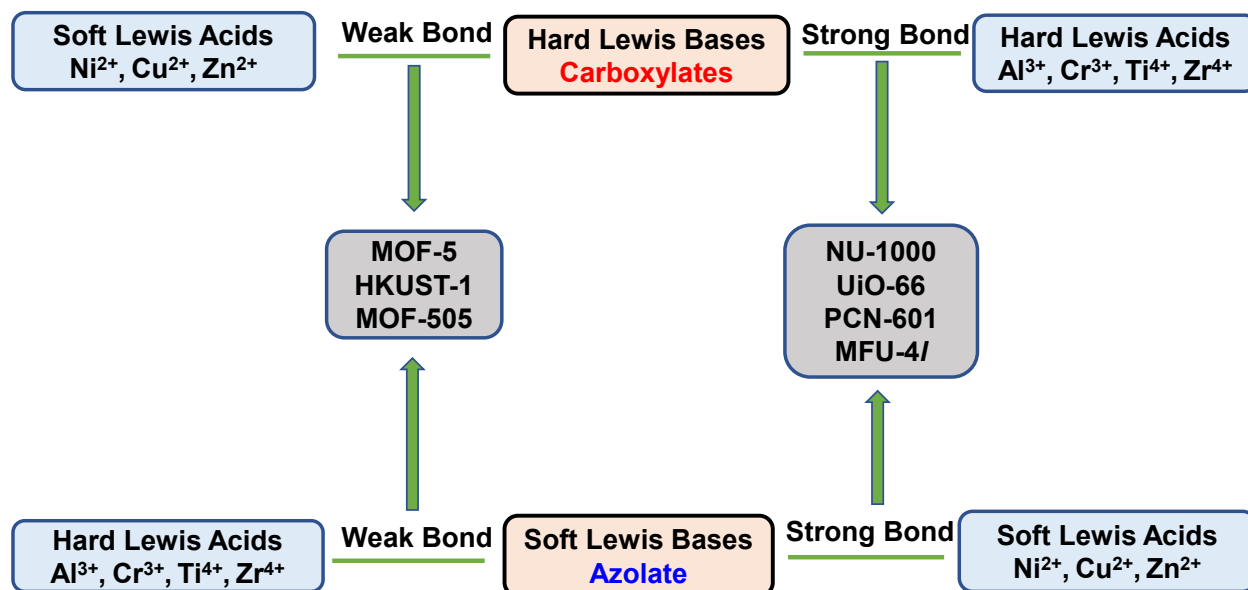 Soft Lewis Acids
Ni²⁺, Cu²⁺, Zn²⁺
Weak Bond
Hard Lewis Bases
Carboxylates
Strong Bond
Hard Lewis Acids
Al³⁺, Cr³⁺, Ti⁴⁺, Zr⁴⁺
MOF-5
HKUST-1
MOF-505
NU-1000
UiO-66
PCN-601
MFU-4l
Hard Lewis Acids
Al³⁺, Cr³⁺, Ti⁴⁺, Zr⁴⁺
Weak Bond
Soft Lewis Bases
Azolate
Strong Bond
Soft Lewis Acids
Ni²⁺, Cu²⁺, Zn²⁺